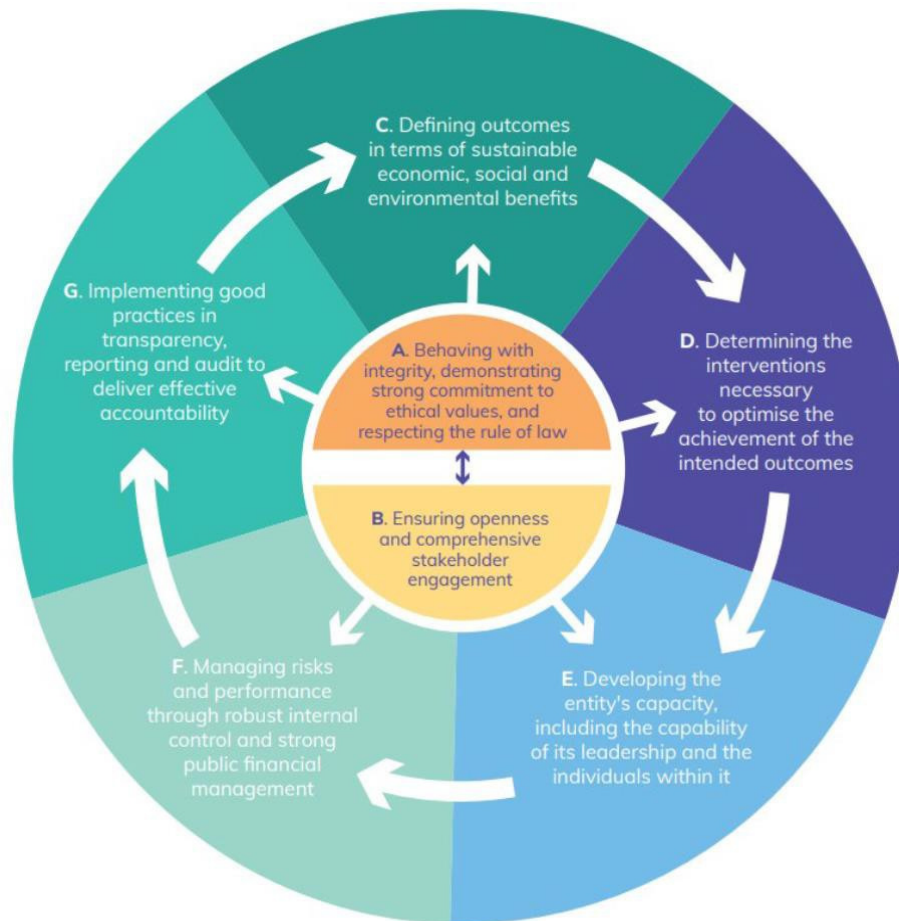 C. Defining outcomes
in terms of sustainable
economic, social and
environmental benefits
G. Implementing good
practices in
transparency,
reporting and audit to
deliver effective
accountability
A. Behaving with
integrity, demonstrating
strong commitment to
ethical values, and
respecting the rule of law
D. Determining the
interventions
necessary
to optimise the
achievement of the
intended outcomes
B. Ensuring openness
and comprehensive
stakeholder
engagement
F. Managing risks
and performance
through robust internal
control and strong
public financial
management
E. Developing the
entity's capacity,
including the capability
of its leadership and the
individuals within it